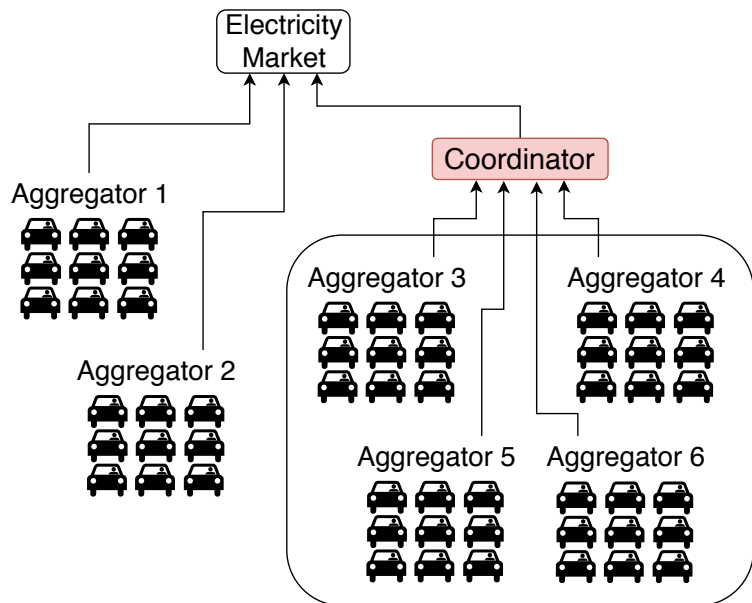 Electricity
Market
Coordinator
Aggregator 1
Aggregator 3
Aggregator 4
Aggregator 2
Aggregator 5
Aggregator 6